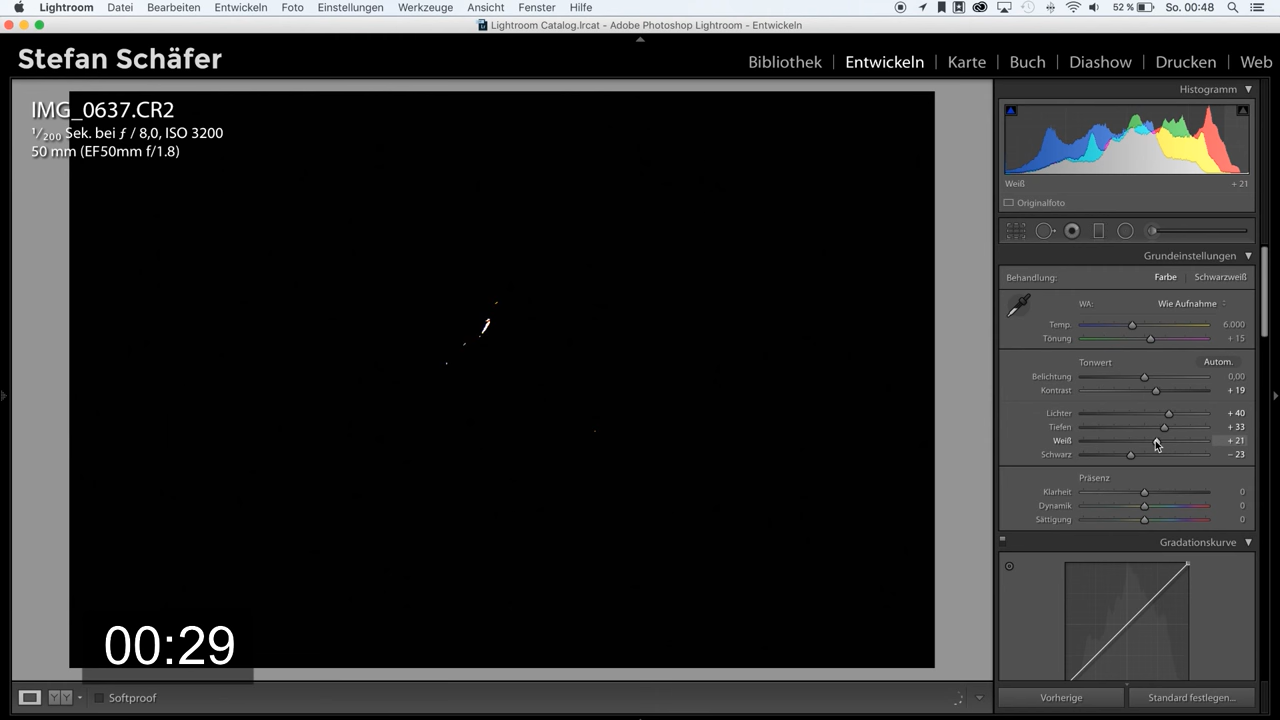 Lightroom Datei Bearbeiten Entwickeln Foto Einstellungen Werkzeuge Ansicht Fenster Hilfe 52 % So. 00:48
Lightroom Catalog.lrcat - Adobe Photoshop Lightroom - Entwickeln
Stefan Schäfer Bibliothek Entwickeln Karte Buch Diashow Drucken Web
Histogramm
IMG_0637.CR2
1/200 Sek. bei ƒ / 8,0, ISO 3200
50 mm (EF50mm f/1.8)
Weiß + 21
Originalfoto
Grundeinstellungen
Behandlung: Farbe Schwarzweiß
WA: Wie Aufnahme
Temp. 6.000
Tönung + 15
Tonwert Autom.
Belichtung 0,00
Kontrast + 19
Lichter + 40
Tiefen + 33
Weiß + 21
Schwarz – 23
Präsenz
Klarheit 0
Dynamik 0
Sättigung 0
Gradationskurve
00:29
YY Softproof Vorherige Standard festlegen...